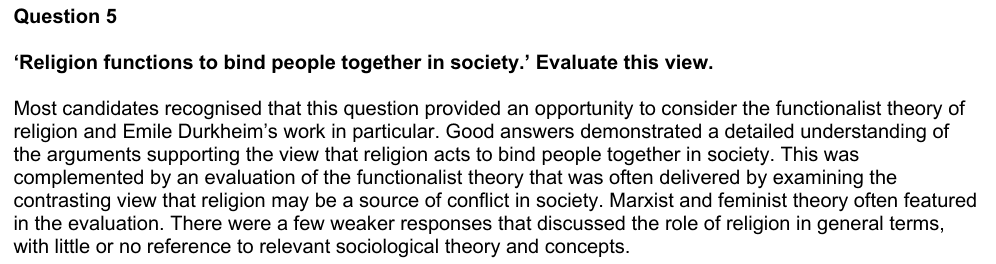 Question 5
‘Religion functions to bind people together in society.’ Evaluate this view.
Most candidates recognised that this question provided an opportunity to consider the functionalist theory of
religion and Emile Durkheim’s work in particular. Good answers demonstrated a detailed understanding of
the arguments supporting the view that religion acts to bind people together in society. This was
complemented by an evaluation of the functionalist theory that was often delivered by examining the
contrasting view that religion may be a source of conflict in society. Marxist and feminist theory often featured
in the evaluation. There were a few weaker responses that discussed the role of religion in general terms,
with little or no reference to relevant sociological theory and concepts.